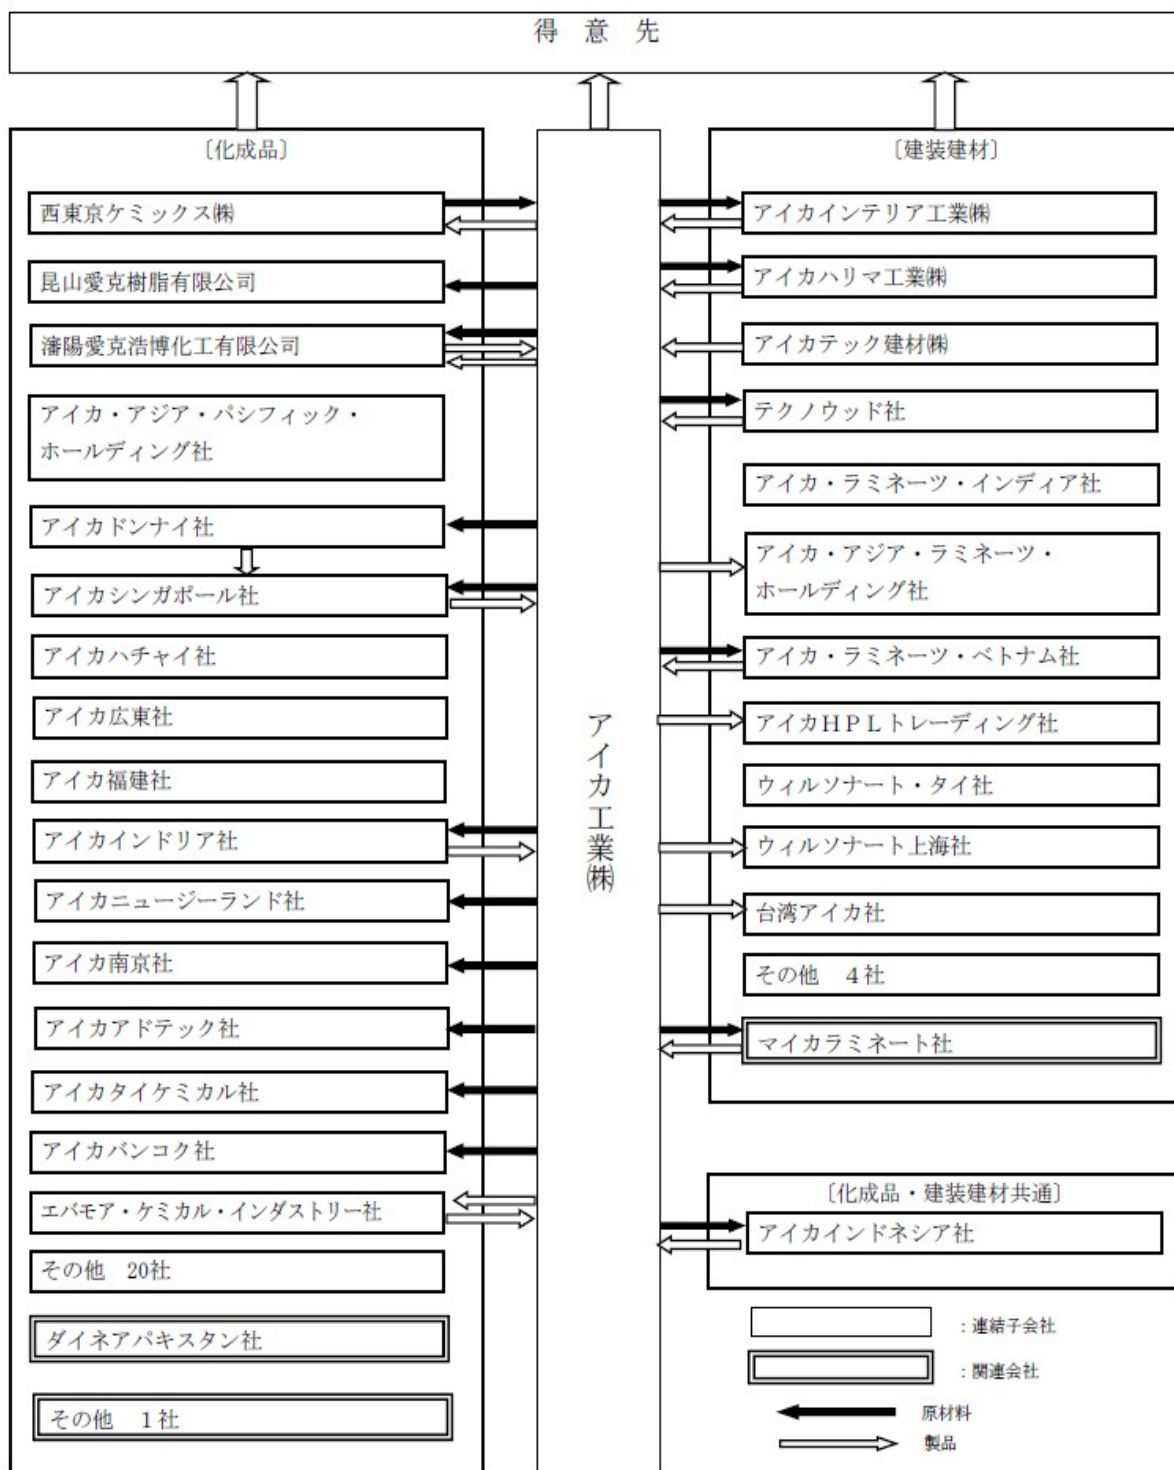 得 意 先
〔化成品〕
西東京ケミックス㈱
昆山愛克樹脂有限公司
瀋陽愛克浩博化工有限公司
アイカ・アジア・パシフィック・
ホールディング社
アイカドンナイ社
アイカシンガポール社
アイカハチャイ社
アイカ広東社
アイカ福建社
アイカインドリア社
アイカニュージーランド社
アイカ南京社
アイカアドテック社
アイカタイケミカル社
アイカバンコク社
エバモア・ケミカル・インダストリー社
その他 20社
ダイネアパキスタン社
その他 1社
アイカ工業㈱
〔建装建材〕
アイカインテリア工業㈱
アイカハリマ工業㈱
アイカテック建材㈱
テクノウッド社
アイカ・ラミネーツ・インディア社
アイカ・アジア・ラミネーツ・
ホールディング社
アイカ・ラミネーツ・ベトナム社
アイカHPLトレーディング社
ウィルソナート・タイ社
ウィルソナート上海社
台湾アイカ社
その他 4社
マイカラミネート社
〔化成品・建装建材共通〕
アイカインドネシア社
：連結子会社
：関連会社
原材料
製品